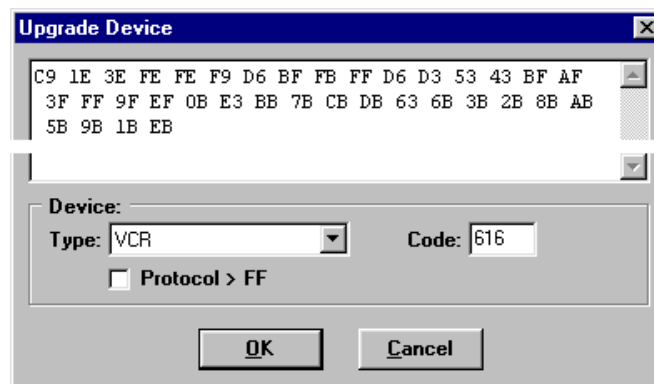 Upgrade Device
C9 1E 3E FE FE F9 D6 BF FB FF D6 D3 53 43 BF AF
3F FF 9F EF 0B E3 BB 7B CB DB 63 6B 3B 2B 8B AB
5B 9B 1B EB
Device:
Type: VCR Code: 616
Protocol > FF
OK Cancel